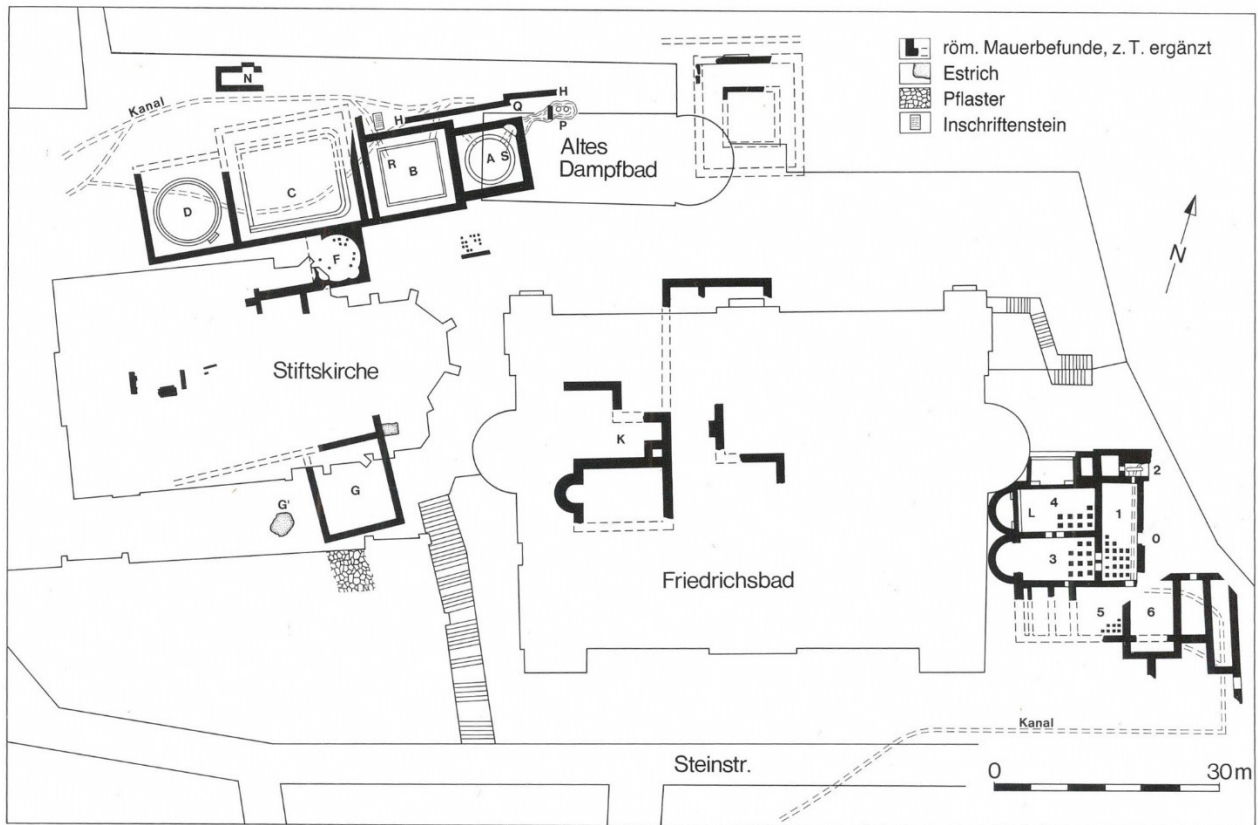 röm. Mauerbefunde, z.T. ergänzt
Estrich
Pflaster
Inschriftenstein
N
Kanal
H
H
Q
P
A S
R
B
C
D
F
Altes
Dampfbad
N
Stiftskirche
K
G
G'
Friedrichsbad
2
L
4
1
0
3
5
6
Kanal
Steinstr.
0 30m